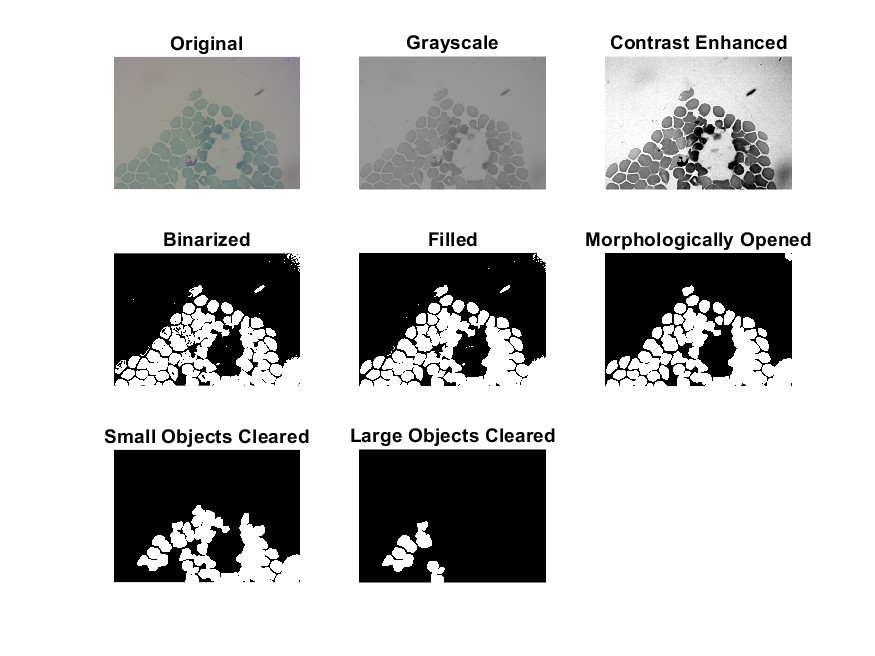 Original
Grayscale
Contrast Enhanced
Binarized
Filled
Morphologically Opened
Small Objects Cleared
Large Objects Cleared